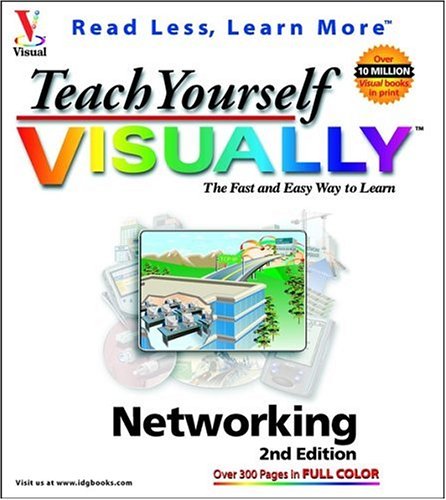 Visual
Read Less, Learn More™
Over
10 MILLION
Visual books
in print
Teach Yourself
VISUALLY™
The Fast and Easy Way to Learn
Networking
2nd Edition
Over 300 Pages in FULL COLOR
Visit us at www.idgbooks.com